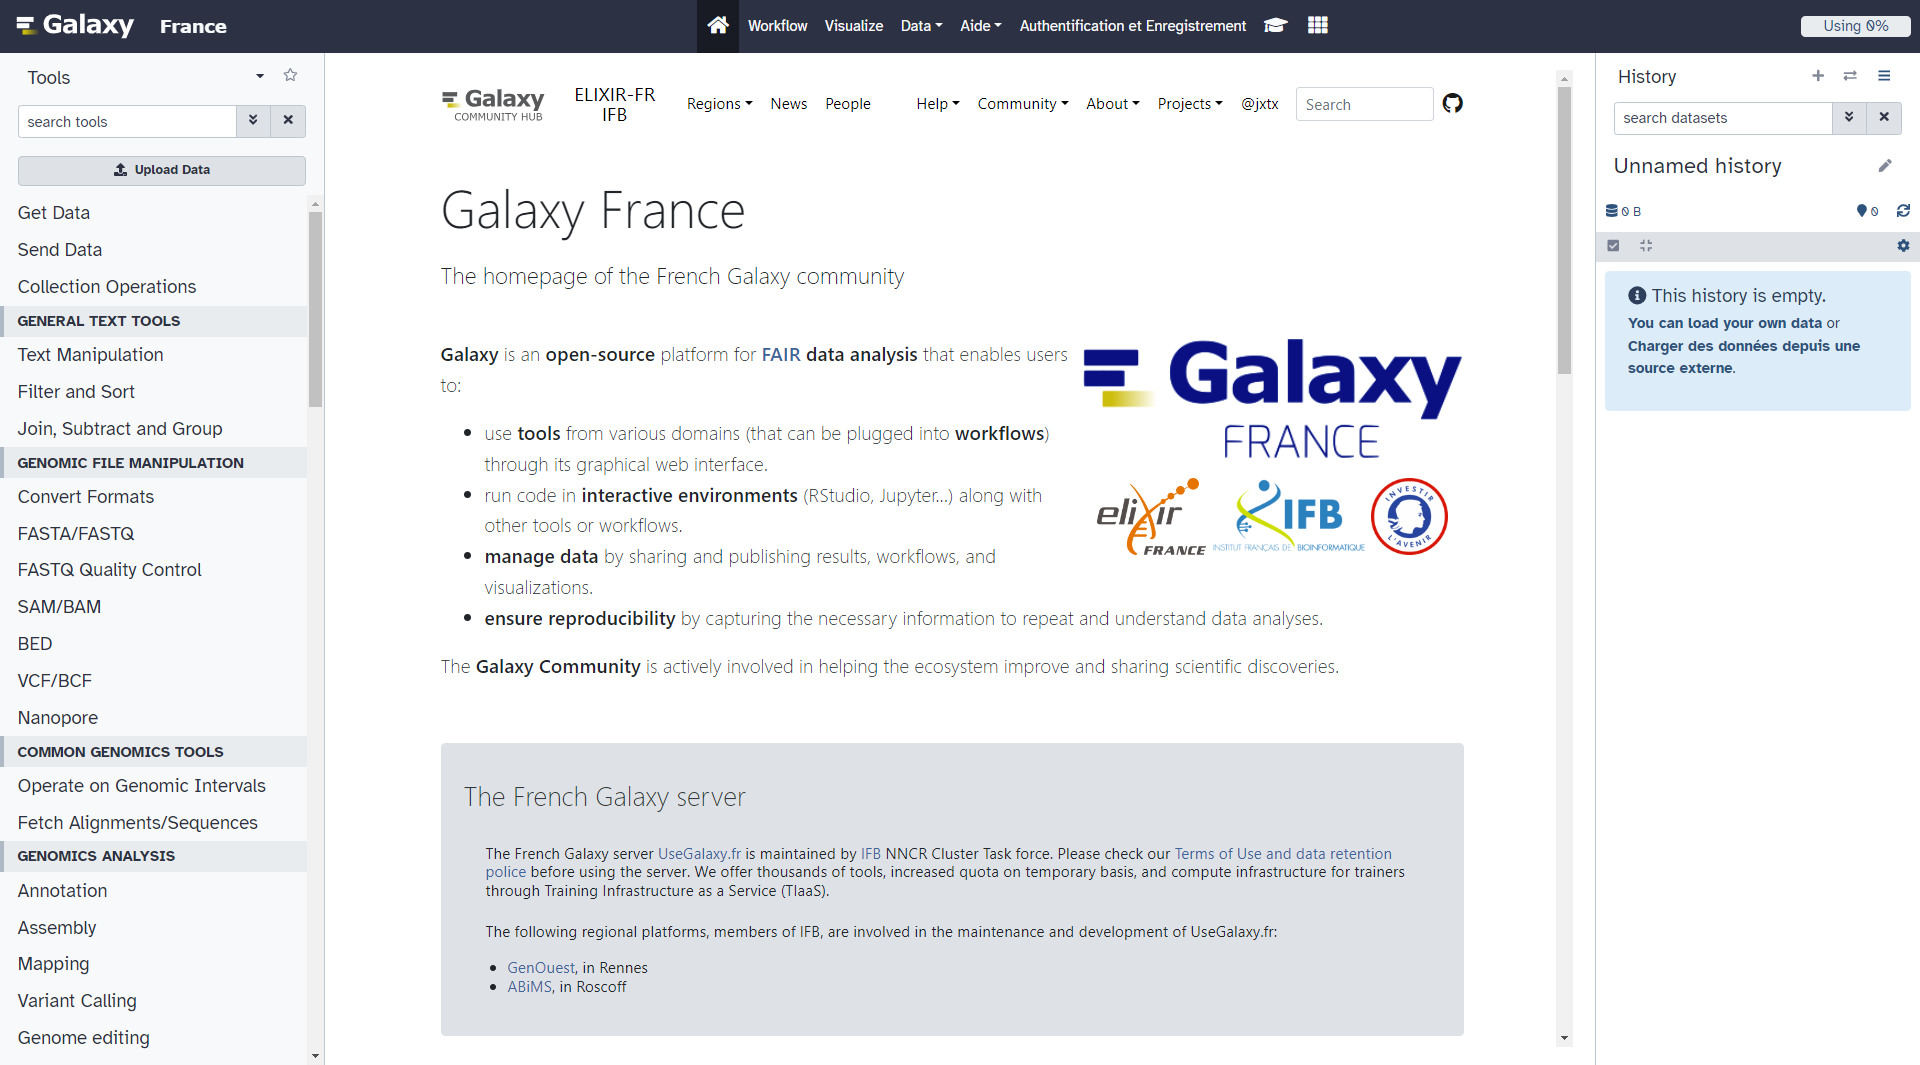 Galaxy France
Workflow Visualize Data Aide Authentification et Enregistrement
Using 0%
Tools
search tools
Upload Data
Get Data
Send Data
Collection Operations
GENERAL TEXT TOOLS
Text Manipulation
Filter and Sort
Join, Subtract and Group
GENOMIC FILE MANIPULATION
Convert Formats
FASTA/FASTQ
FASTQ Quality Control
SAM/BAM
BED
VCF/BCF
Nanopore
COMMON GENOMICS TOOLS
Operate on Genomic Intervals
Fetch Alignments/Sequences
GENOMICS ANALYSIS
Annotation
Assembly
Mapping
Variant Calling
Genome editing
Galaxy
COMMUNITY HUB
ELIXIR-FR
IFB
Regions News People Help Community About Projects @jxtx Search
Galaxy France
The homepage of the French Galaxy community
Galaxy is an open-source platform for FAIR data analysis that enables users
to:
use tools from various domains (that can be plugged into workflows)
through its graphical web interface.
run code in interactive environments (RStudio, Jupyter...) along with
other tools or workflows.
manage data by sharing and publishing results, workflows, and
visualizations.
ensure reproducibility by capturing the necessary information to repeat and understand data analyses.
The Galaxy Community is actively involved in helping the ecosystem improve and sharing scientific discoveries.
Galaxy
FRANCE
elixir
FRANCE
IFB
INSTITUT FRANÇAIS DE BIOINFORMATIQUE
INVESTIR
L'AVENIR
The French Galaxy server
The French Galaxy server UseGalaxy.fr is maintained by IFB NNCR Cluster Task force. Please check our Terms of Use and data retention
police before using the server. We offer thousands of tools, increased quota on temporary basis, and compute infrastructure for trainers
through Training Infrastructure as a Service (TIaaS).
The following regional platforms, members of IFB, are involved in the maintenance and development of UseGalaxy.fr:
GenOuest, in Rennes
ABiMS, in Roscoff
History
search datasets
Unnamed history
0 B
0
This history is empty.
You can load your own data or
Charger des données depuis une
source externe.